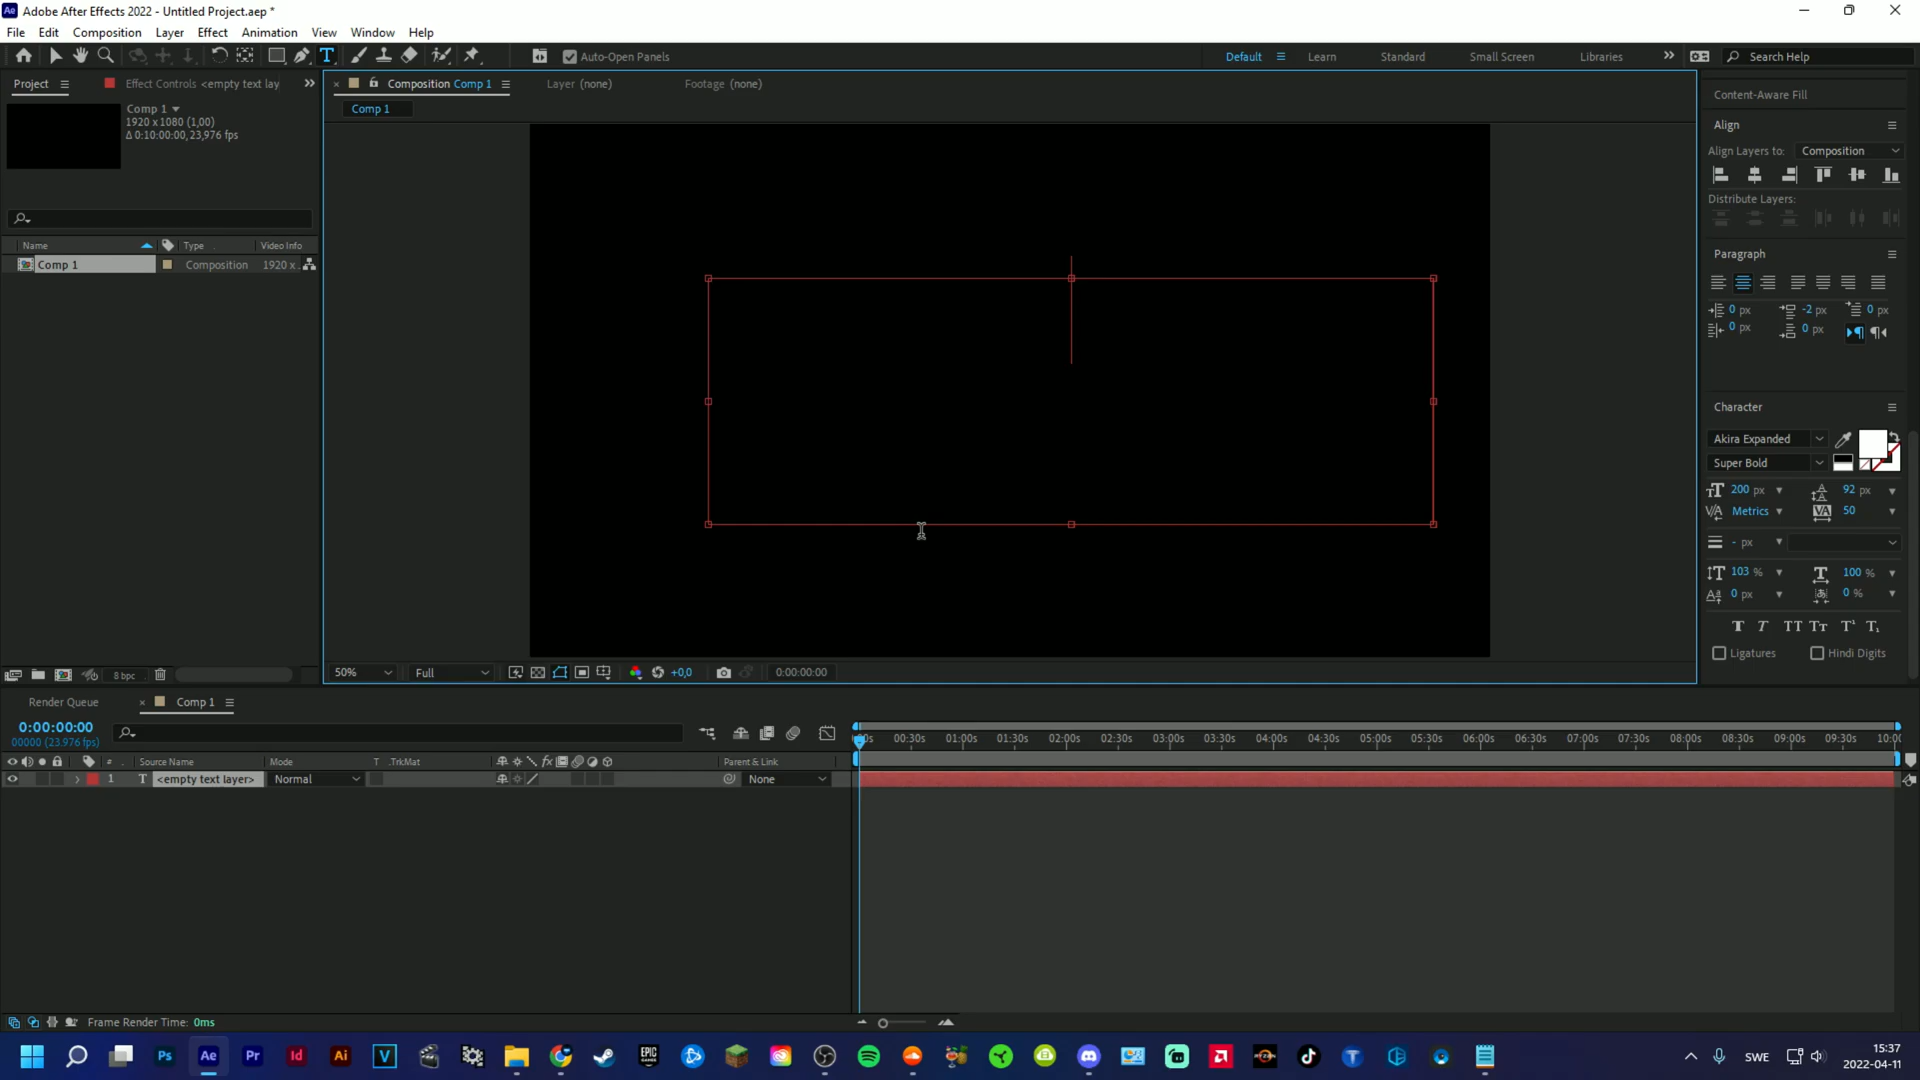 Adobe After Effects 2022 - Untitled Project.aep *
File Edit Composition Layer Effect Animation View Window Help
Auto-Open Panels
Default Learn Standard Small Screen Libraries Search Help
Project Effect Controls <empty text lay
Composition Comp 1 Layer (none) Footage (none)
Comp 1
1920 x 1080 (1,00)
Δ 0:10:00:00, 23,976 fps
Comp 1
Name Type Video Info
Comp 1 Composition 1920 x
8 bpc
50% Full +0,0 0:00:00:00
Content-Aware Fill
Align
Align Layers to: Composition
Distribute Layers:
Paragraph
0 px -2 px 0 px
0 px 0 px
Character
Akira Expanded
Super Bold
200 px 92 px
Metrics 50
- px
103 % 100 %
0 px 0 %
Ligatures Hindi Digits
Render Queue Comp 1
0:00:00:00
00000 (23.976 fps)
00:30s 01:00s 01:30s 02:00s 02:30s 03:00s 03:30s 04:00s 04:30s 05:00s 05:30s 06:00s 06:30s 07:00s 07:30s 08:00s 08:30s 09:00s 09:30s 10:0
# Source Name Mode T .TrkMat Parent & Link
1 T <empty text layer> Normal None
Frame Render Time: 0ms
Ps Ae Pr Id Ai V EPIC GAMES RYZEN SWE
15:37
2022-04-11